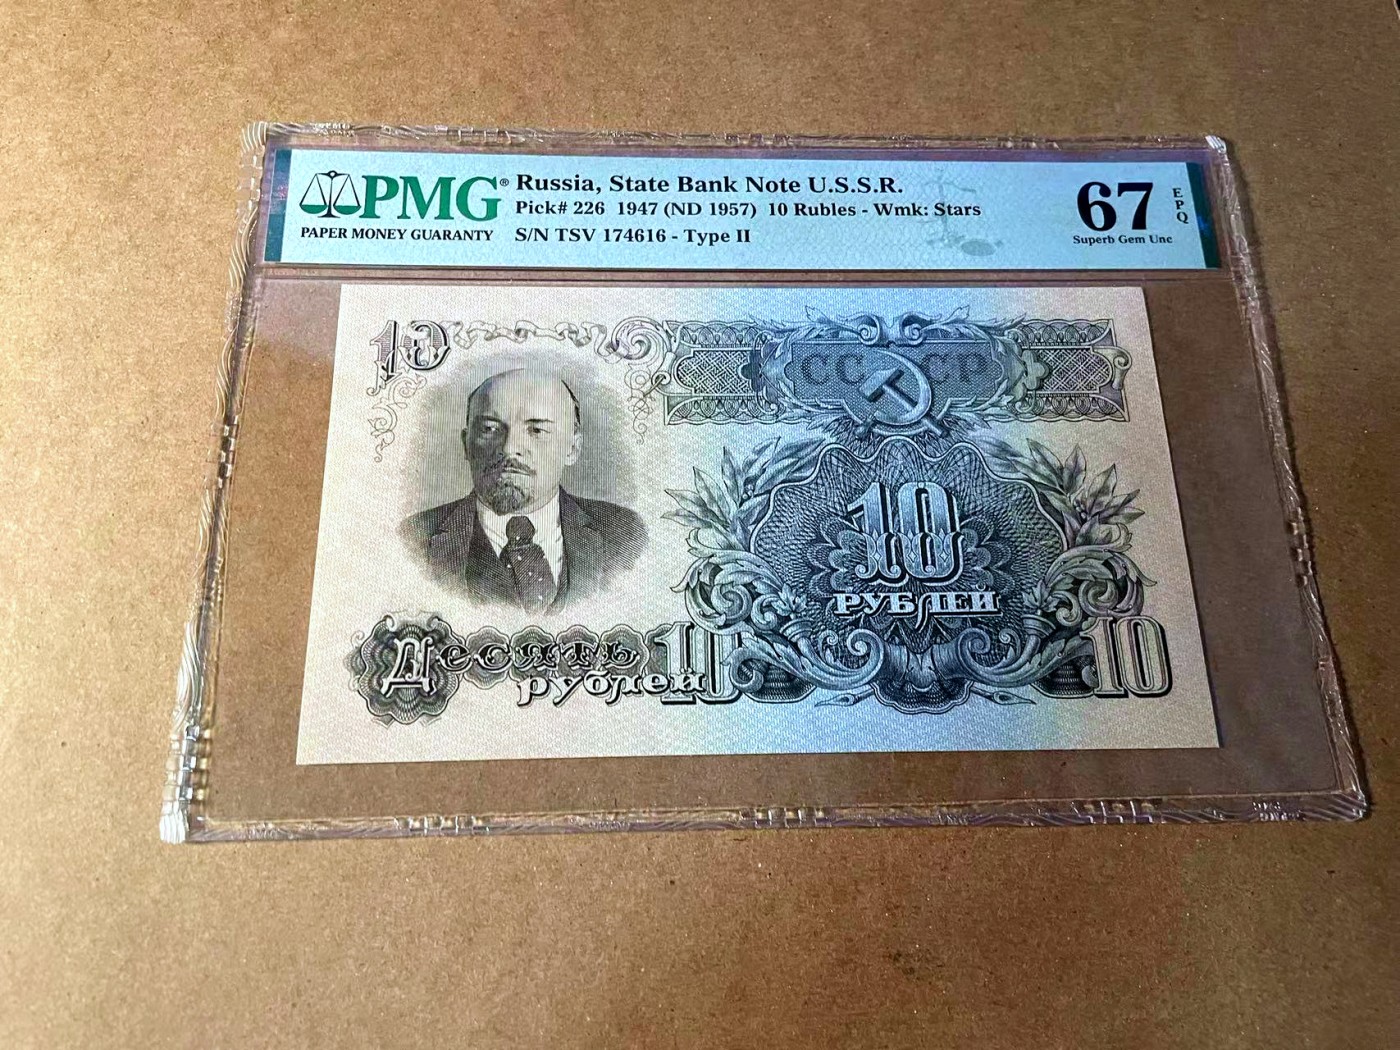 PMG® Russia, State Bank Note U.S.S.R.
Pick# 226 1947 (ND 1957) 10 Rubles - Wmk: Stars
PAPER MONEY GUARANTY S/N TSV 174616 - Type II
67 EPQ
Superb Gem Unc
10
СССР
10
РУБЛЕЙ
Десять 10
рублей
10